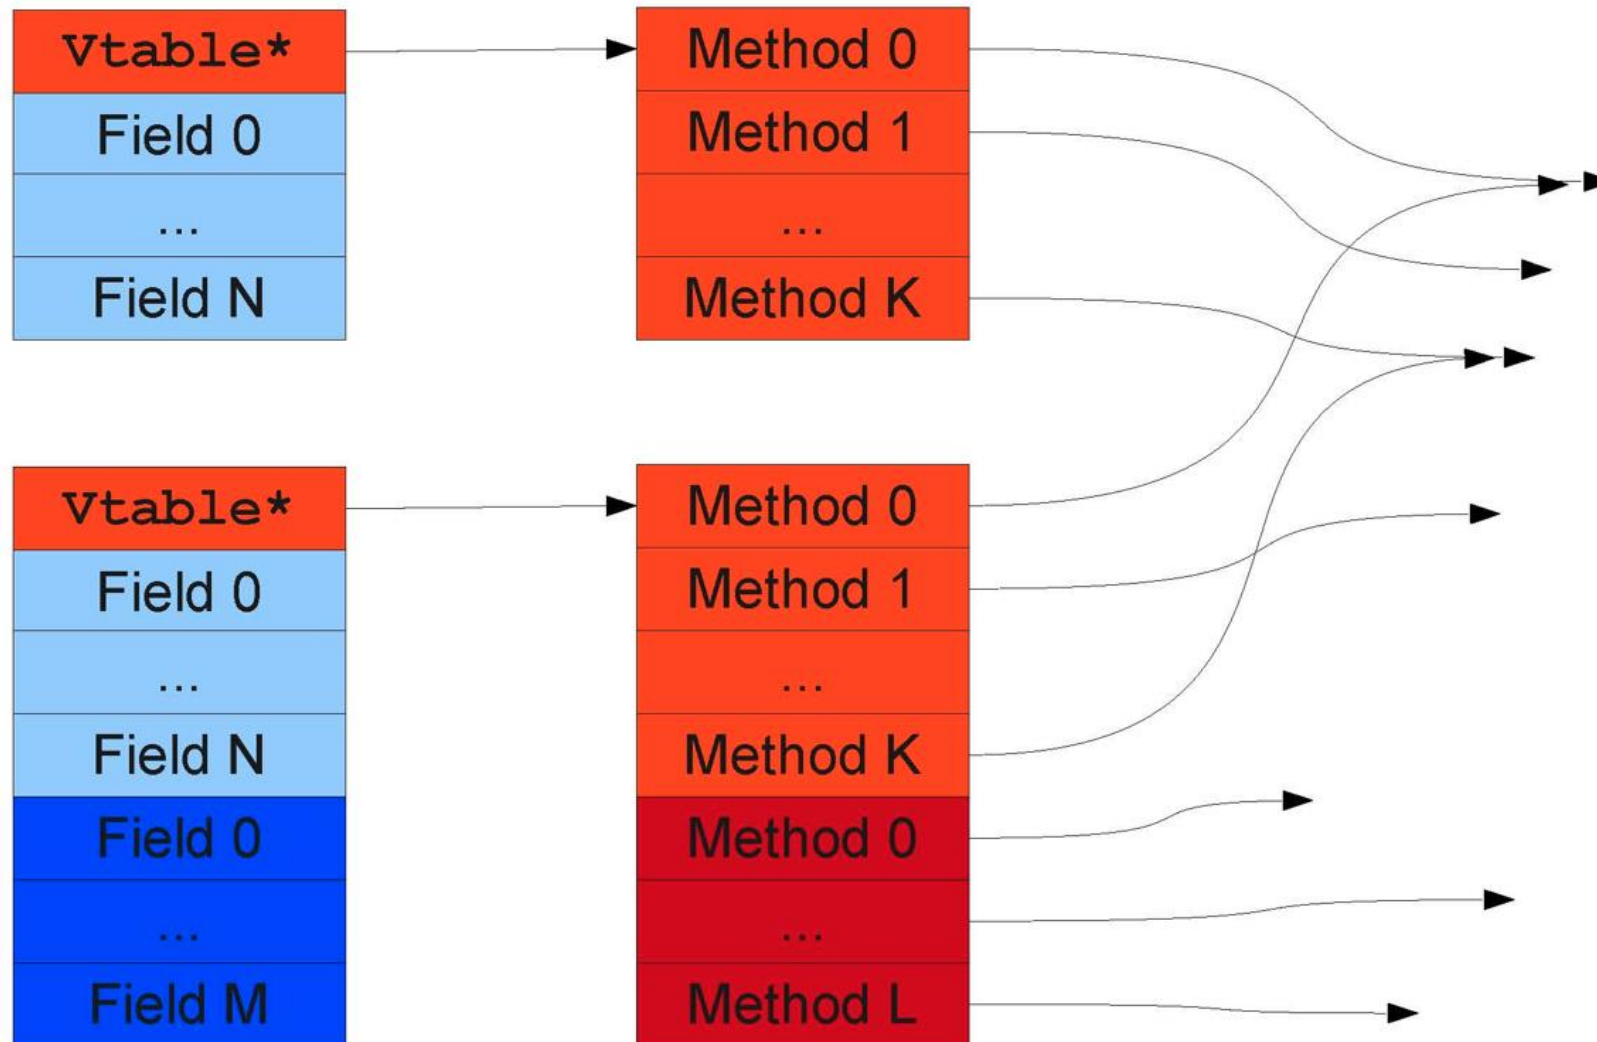 Vtable*
Field 0
...
Field N
Method 0
Method 1
...
Method K
Vtable*
Field 0
...
Field N
Field 0
...
Field M
Method 0
Method 1
...
Method K
Method 0
...
Method L